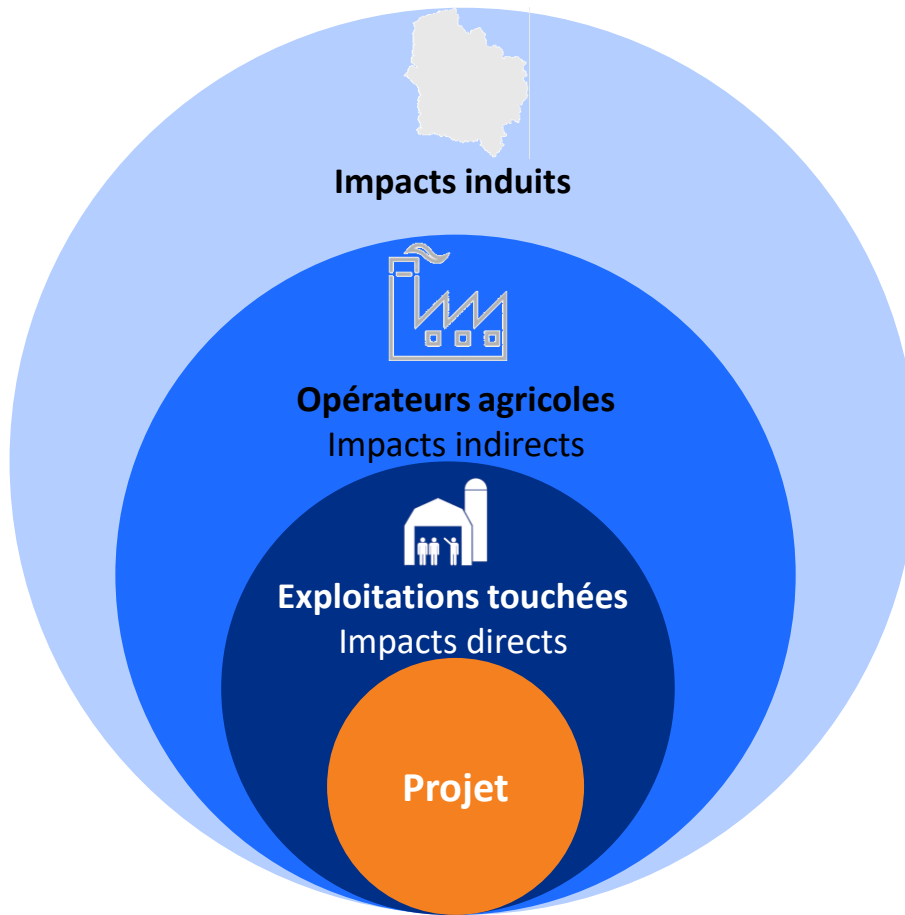 Impacts induits
Opérateurs agricoles
Impacts indirects
Exploitations touchées
Impacts directs
Projet